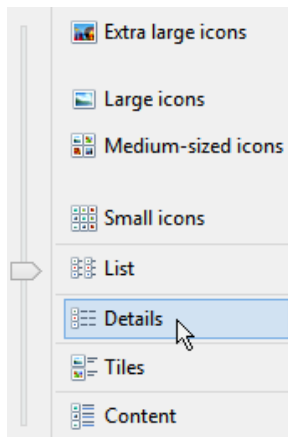 Extra large icons
Large icons
Medium-sized icons
Small icons
List
Details
Tiles
Content